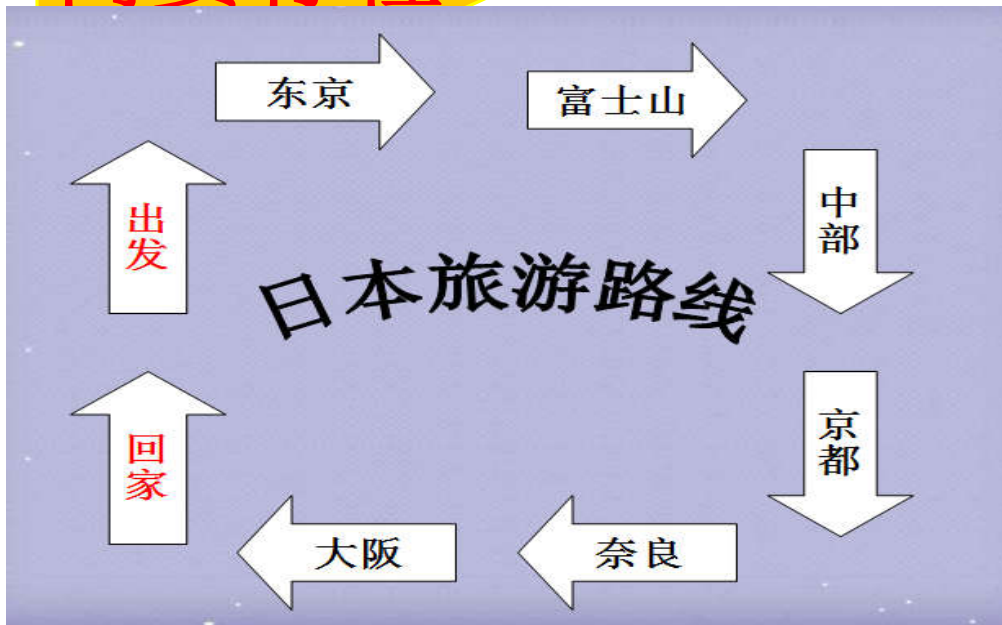 东京
富士山
中部
京都
奈良
大阪
回家
出发
日本旅游路线